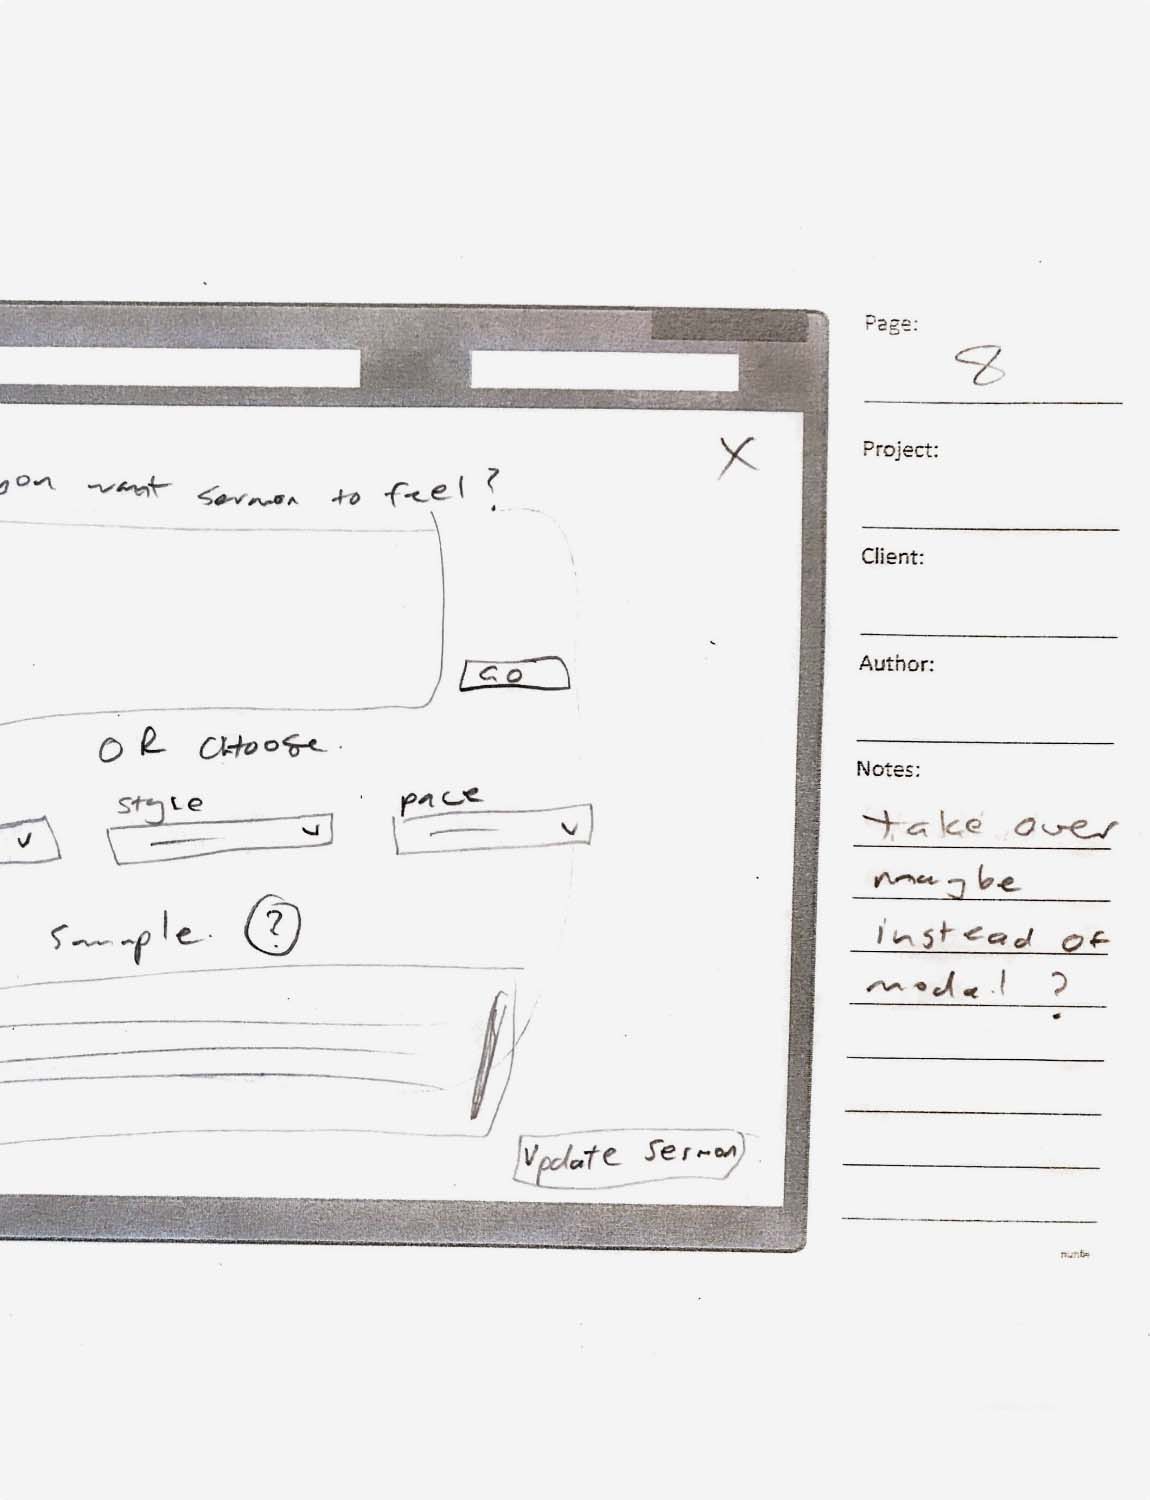 Page:
8
Project:
X
you want sermon to feel?
Client:
GO
Author:
OR CHOOSE.
Notes:
style
pace
take over
maybe
sample. ?
instead of
modal ?
Update Sermon